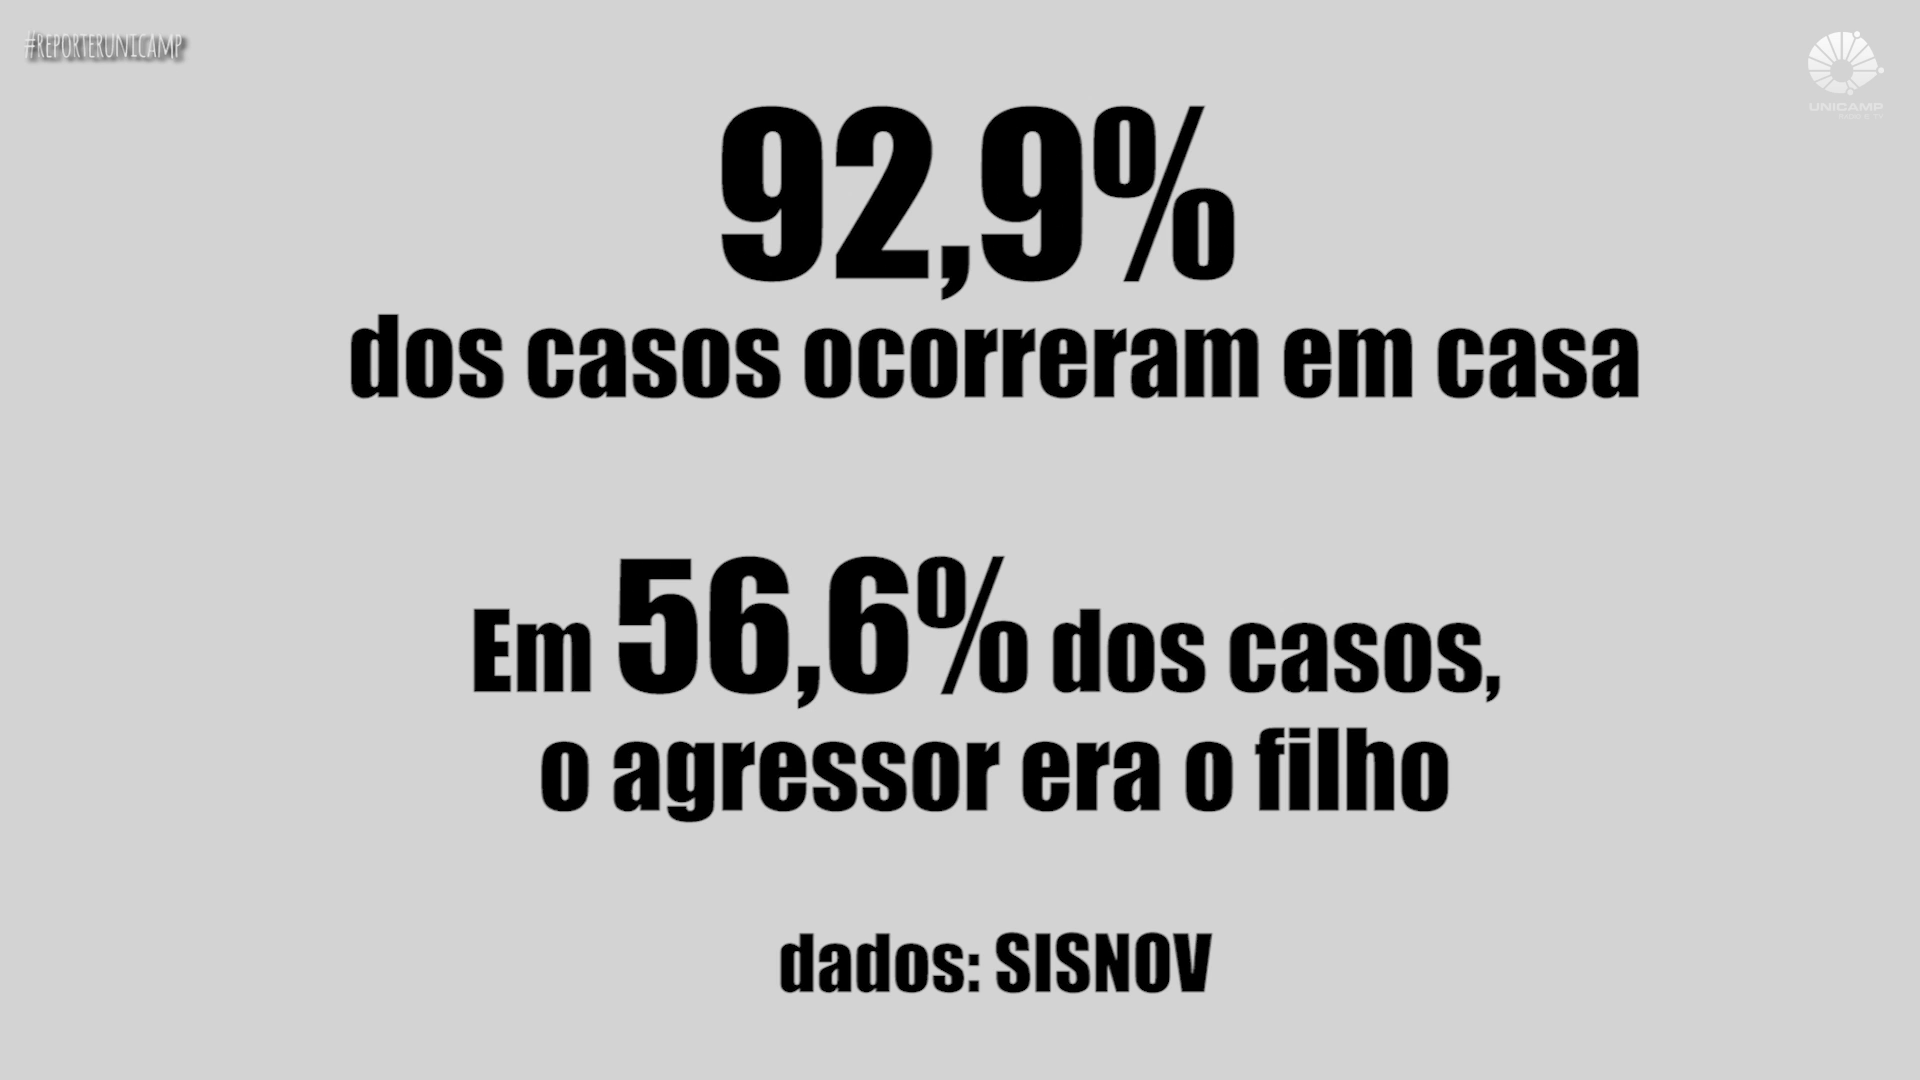 #REPORTERUNICAMP
UNICAMP
92,9%
dos casos ocorreram em casa
Em 56,6% dos casos,
o agressor era o filho
dados: SISNOV